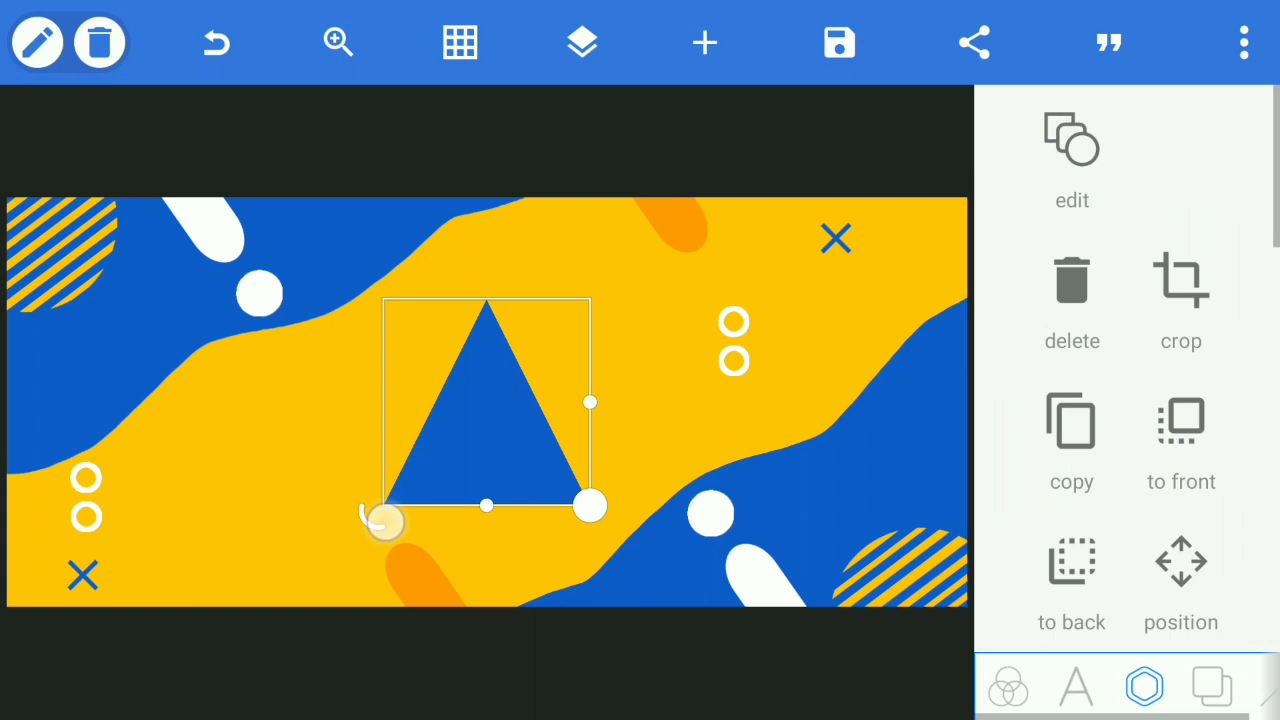 edit
delete
crop
copy
to front
to back
position